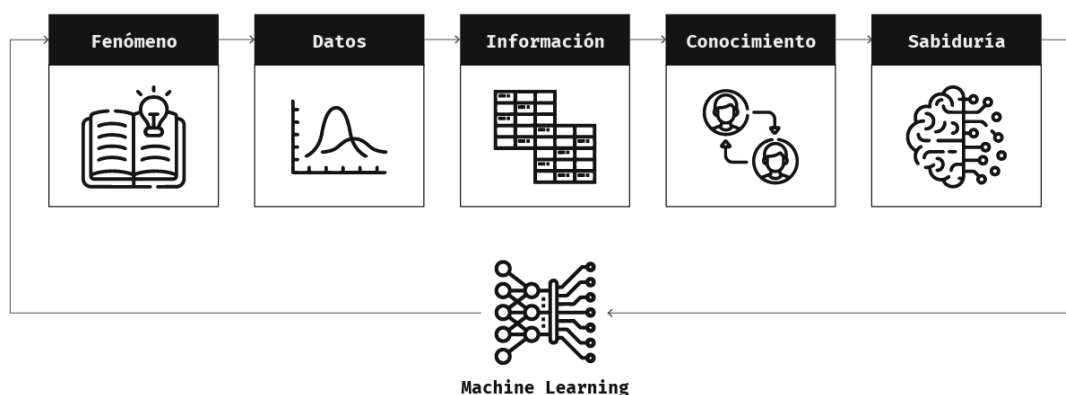 Fenómeno
Datos
Información
Conocimiento
Sabiduría
Machine Learning